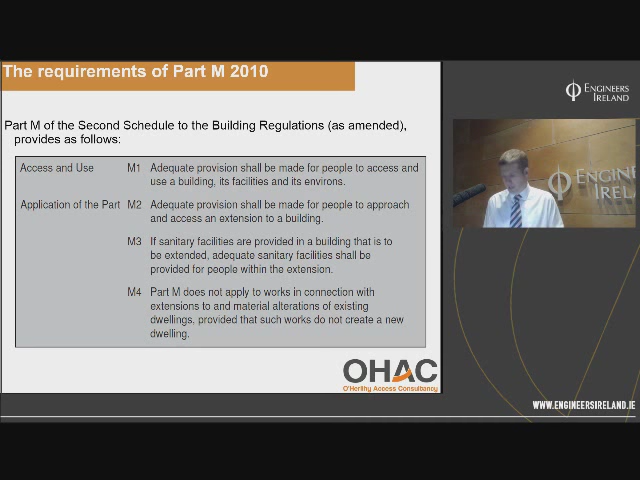 The requirements of Part M 2010
Part M of the Second Schedule to the Building Regulations (as amended),
provides as follows:
Access and Use M1 Adequate provision shall be made for people to access and
use a building, its facilities and its environs.
Application of the Part M2 Adequate provision shall be made for people to approach
and access an extension to a building.
M3 If sanitary facilities are provided in a building that is to
be extended, adequate sanitary facilities shall be
provided for people within the extension.
M4 Part M does not apply to works in connection with
extensions to and material alterations of existing
dwellings, provided that such works do not create a new
dwelling.
OHAC
O'Herlihy Access Consultancy
ENGINEERS
IRELAND
ENGIN
IREL
WWW.ENGINEERSIRELAND.IE